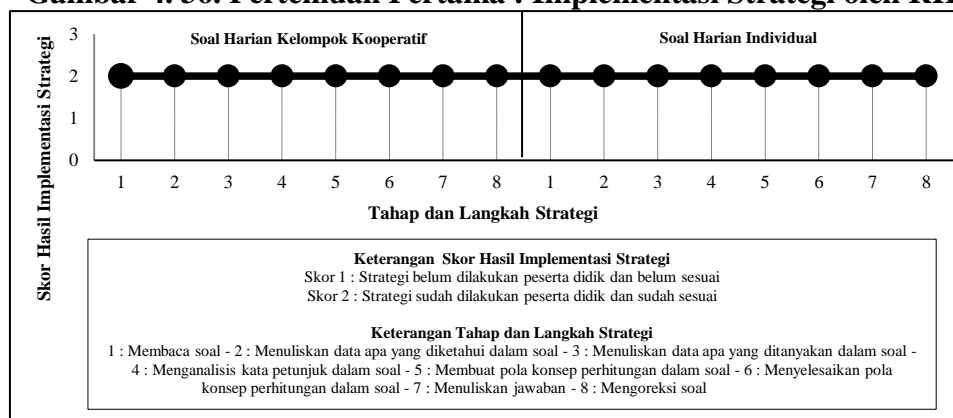 Gambar 4. 50. Pertemuan Pertama : Implementasi Strategi oleh
Soal Harian Kelompok Kooperatif
Soal Harian Individual
Skor Hasil Implementasi Strategi
3
2
1
0
1 2 3 4 5 6 7 8 1 2 3 4 5 6 7 8
Tahap dan Langkah Strategi
Keterangan Skor Hasil Implementasi Strategi
Skor 1 : Strategi belum dilakukan peserta didik dan belum sesuai
Skor 2 : Strategi sudah dilakukan peserta didik dan sudah sesuai
Keterangan Tahap dan Langkah Strategi
1 : Membaca soal - 2 : Menuliskan data apa yang diketahui dalam soal - 3 : Menuliskan data apa yang ditanyakan dalam soal -
4 : Menganalisis kata petunjuk dalam soal - 5 : Membuat pola konsep perhitungan dalam soal - 6 : Menyelesaikan pola
konsep perhitungan dalam soal - 7 : Menuliskan jawaban - 8 : Mengoreksi soal